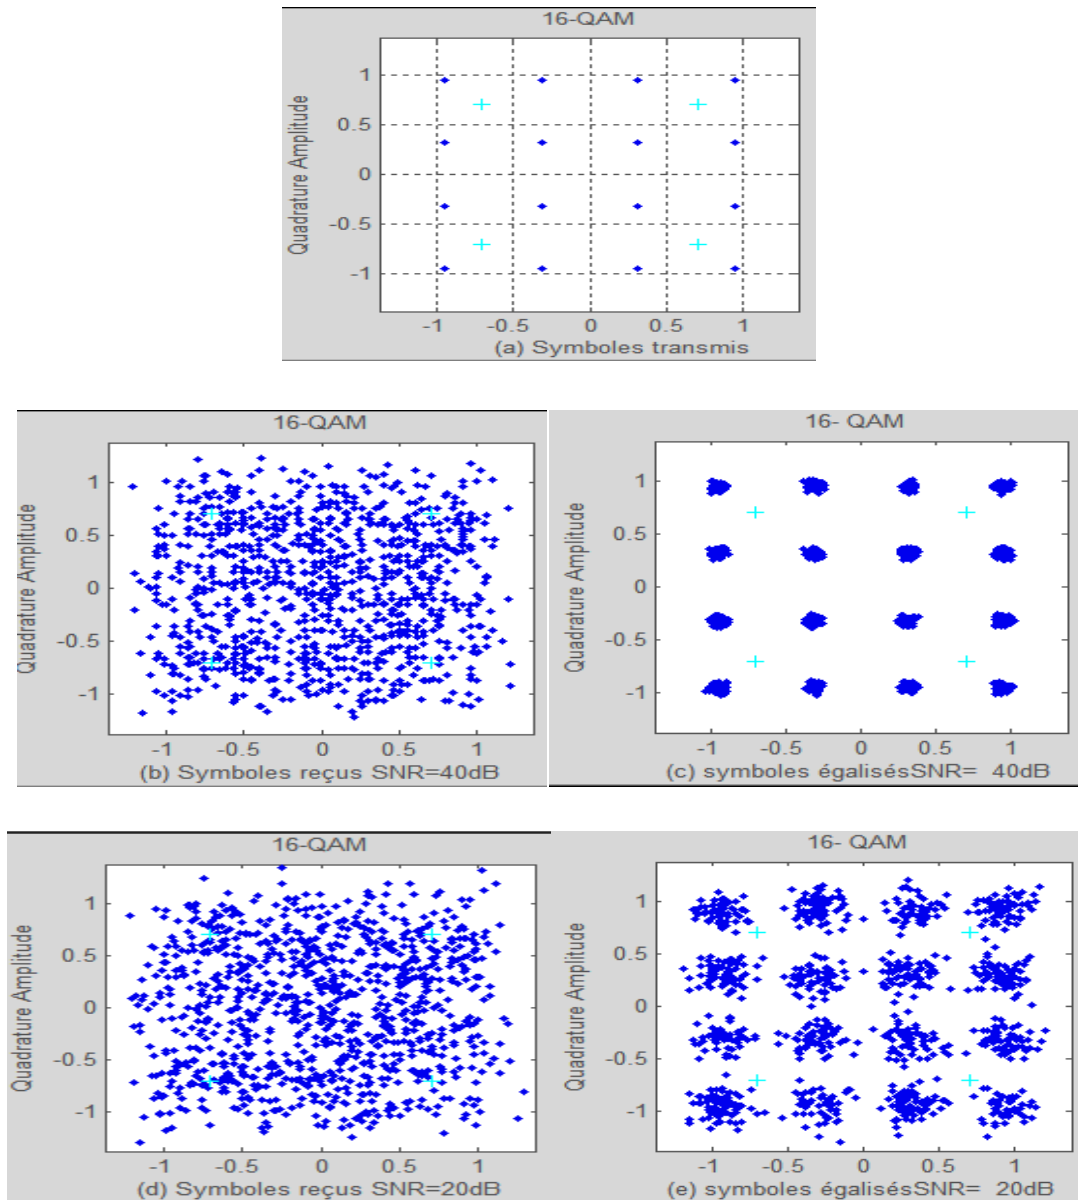 16-QAM
Quadrature Amplitude
1
0.5
0
-0.5
-1
-1 -0.5 0 0.5 1
(a) Symboles transmis
16-QAM
Quadrature Amplitude
1
0.5
0
-0.5
-1
-1 -0.5 0 0.5 1
(b) Symboles reçus SNR=40dB
16- QAM
Quadrature Amplitude
1
0.5
0
-0.5
-1
-1 -0.5 0 0.5 1
(c) symboles égalisésSNR= 40dB
16-QAM
Quadrature Amplitude
1
0.5
0
-0.5
-1
-1 -0.5 0 0.5 1
(d) Symboles reçus SNR=20dB
16- QAM
Quadrature Amplitude
1
0.5
0
-0.5
-1
-1 -0.5 0 0.5 1
(e) symboles égalisésSNR= 20dB